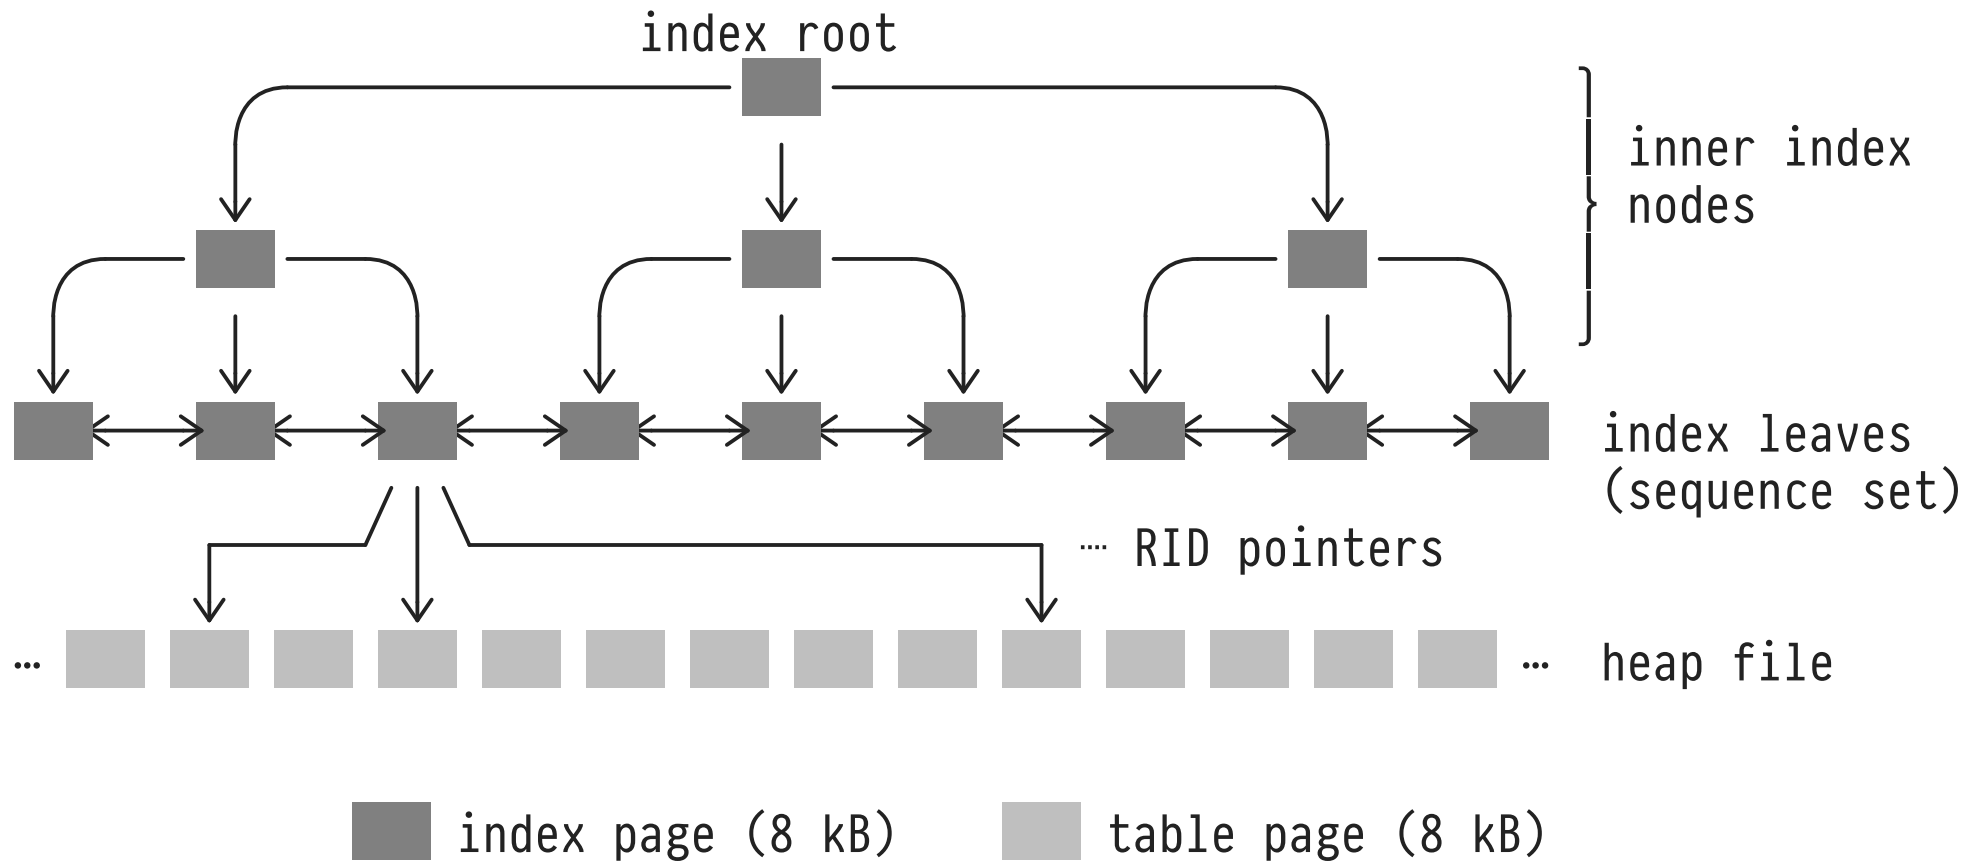 index root
inner index
nodes
index leaves
(sequence set)
···· RID pointers
… … heap file
index page (8 kB) table page (8 kB)